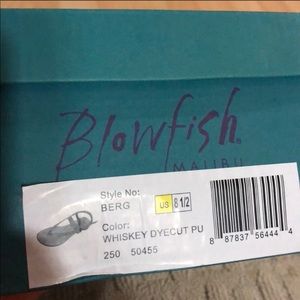 Blowfish
MALIBU
Style No:
BERG
US 8 1/2
Color:
WHISKEY DYECUT PU
250 50455
8 87837 56444 4